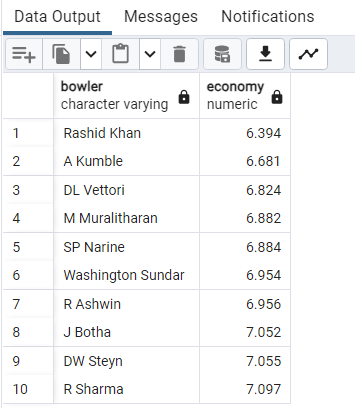 Data Output Messages Notifications
bowler economy
character varying numeric
1 Rashid Khan 6.394
2 A Kumble 6.681
3 DL Vettori 6.824
4 M Muralitharan 6.882
5 SP Narine 6.884
6 Washington Sundar 6.954
7 R Ashwin 6.956
8 J Botha 7.052
9 DW Steyn 7.055
10 R Sharma 7.097